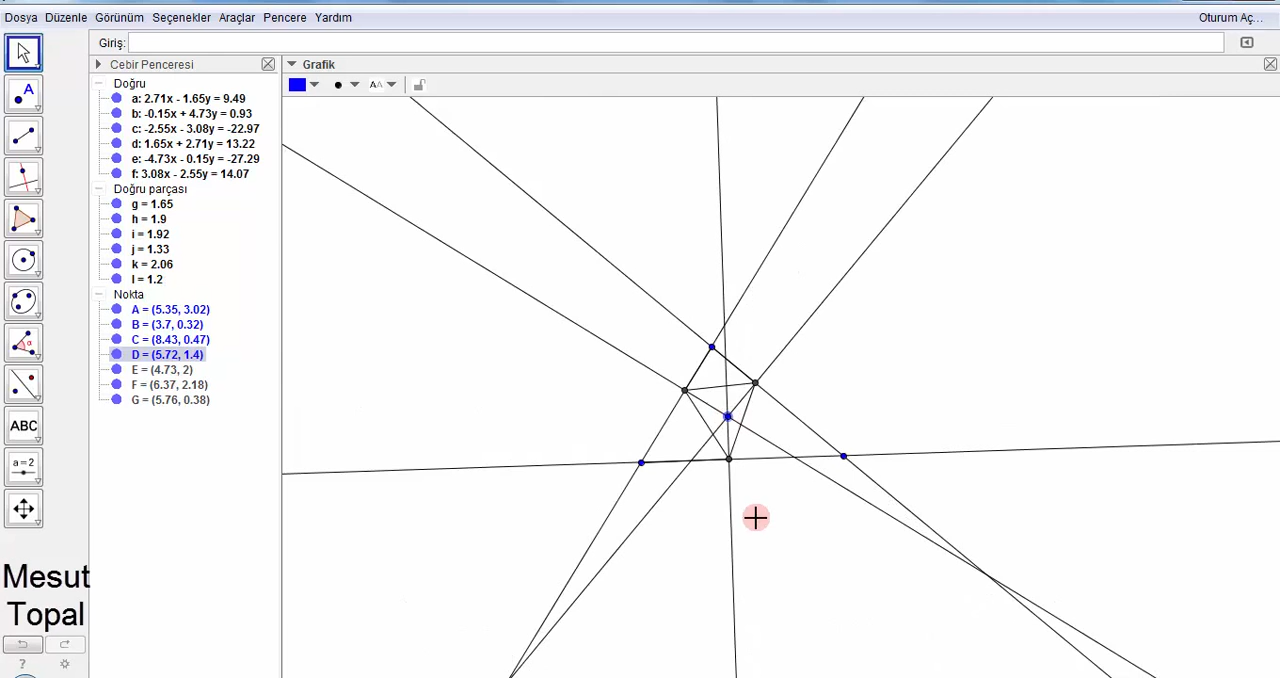 Dosya Düzenle Görünüm Seçenekler Araçlar Pencere Yardım Oturum Aç...
Giriş:
Cebir Penceresi
Grafik
Doğru
a: 2.71x - 1.65y = 9.49
b: -0.15x + 4.73y = 0.93
c: -2.55x - 3.08y = -22.97
d: 1.65x + 2.71y = 13.22
e: -4.73x - 0.15y = -27.29
f: 3.08x - 2.55y = 14.07
Doğru parçası
g = 1.65
h = 1.9
i = 1.92
j = 1.33
k = 2.06
l = 1.2
Nokta
A = (5.35, 3.02)
B = (3.7, 0.32)
C = (8.43, 0.47)
D = (5.72, 1.4)
E = (4.73, 2)
F = (6.37, 2.18)
G = (5.76, 0.38)
A
α
ABC
a=2
AA
Mesut
Topal
?